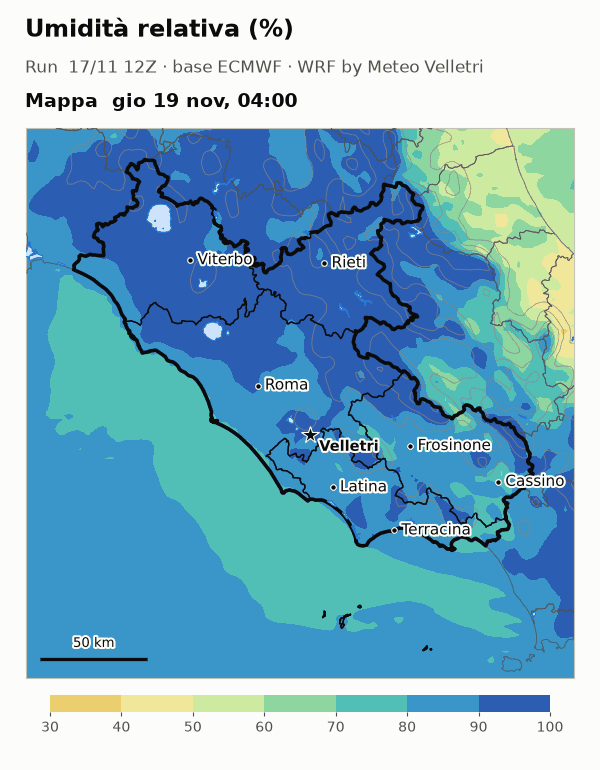 Umidità relativa (%)
Run  17/11 12Z · base ECMWF · WRF by Meteo Velletri
Mappa  gio 19 nov, 04:00
Viterbo
Rieti
Roma
Velletri
Frosinone
Cassino
Latina
Terracina
50 km
30 40 50 60 70 80 90 100